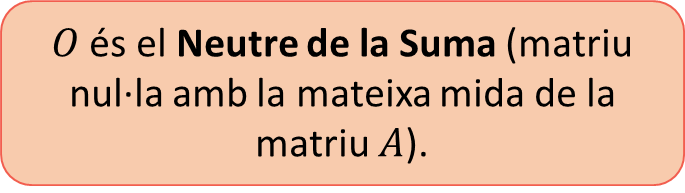 O és el Neutre de la Suma (matriu
nul·la amb la mateixa mida de la
matriu A).